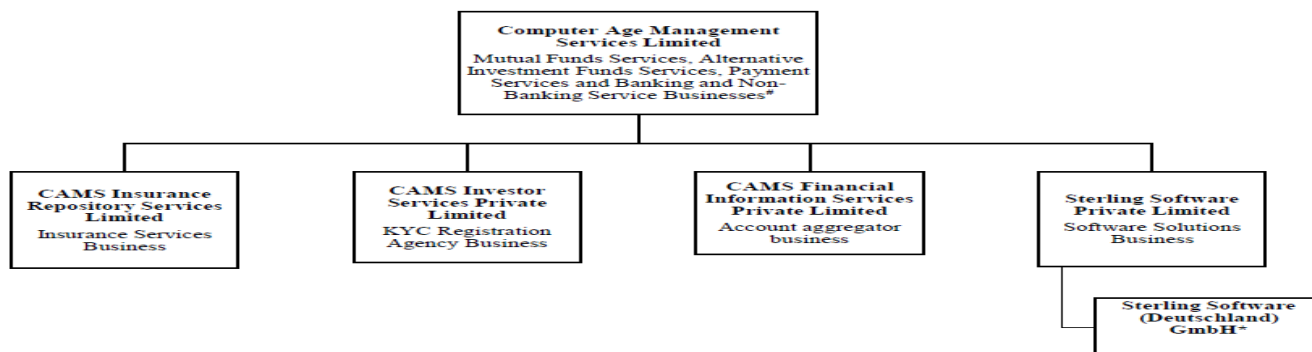 Computer Age Management
Services Limited
Mutual Funds Services, Alternative
Investment Funds Services, Payment
Services and Banking and Non-
Banking Service Businesses#
CAMS Insurance
Repository Services
Limited
Insurance Services
Business
CAMS Investor
Services Private
Limited
KYC Registration
Agency Business
CAMS Financial
Information Services
Private Limited
Account aggregator
business
Sterling Software
Private Limited
Software Solutions
Business
Sterling Software
(Deutschland)
GmbH*